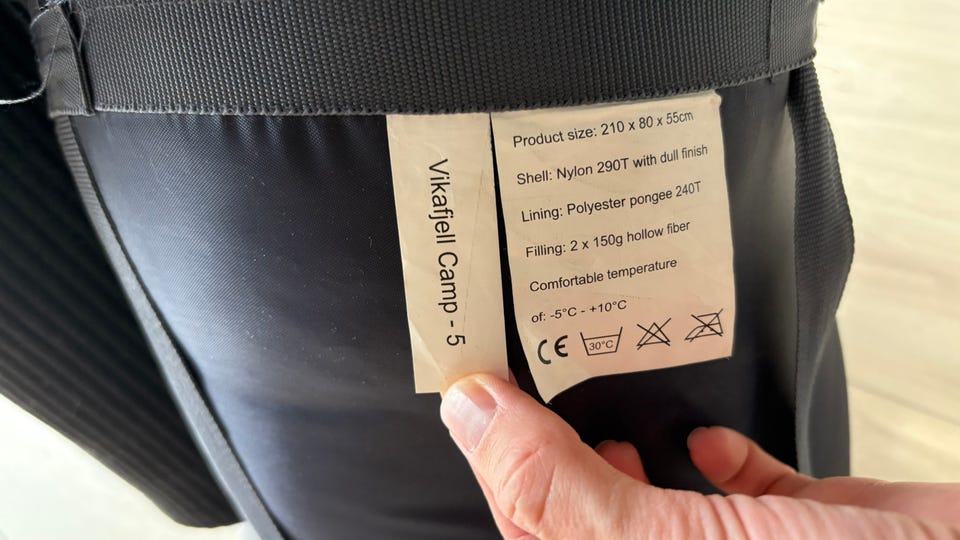 Vikafjell Camp - 5
Product size: 210 x 80 x 55cm
Shell: Nylon 290T with dull finish
Lining: Polyester pongee 240T
Filling: 2 x 150g hollow fiber
Comfortable temperature
of: -5°C - +10°C
CE 30°C